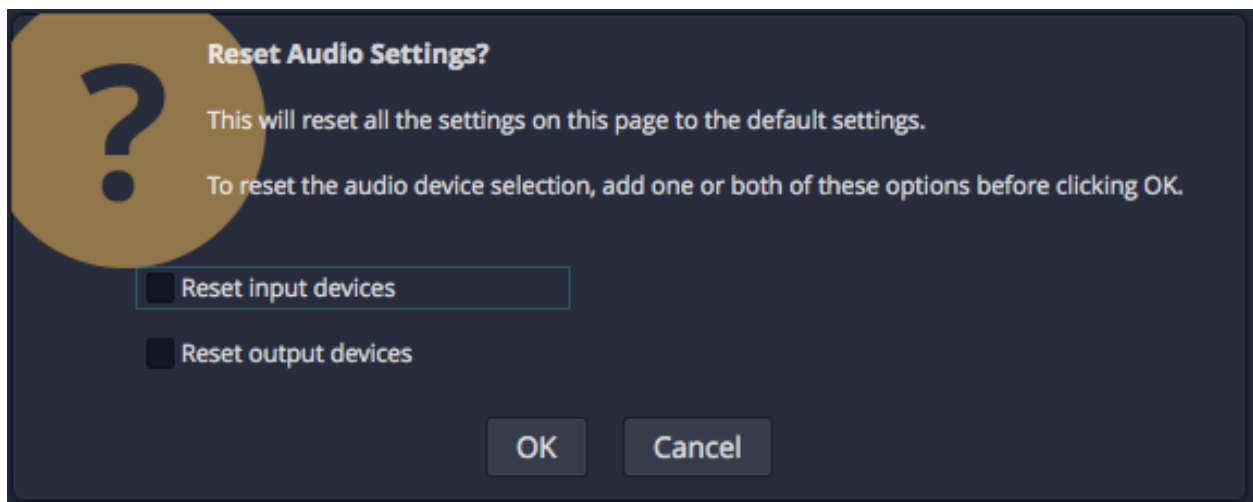 Reset Audio Settings?
This will reset all the settings on this page to the default settings.
To reset the audio device selection, add one or both of these options before clicking OK.
Reset input devices
Reset output devices
OK Cancel